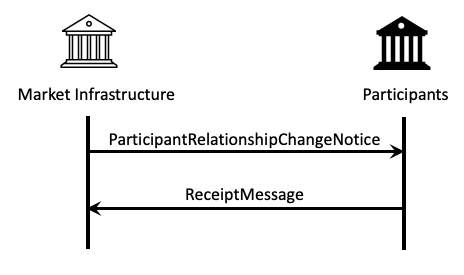 Market Infrastructure
Participants
ParticipantRelationshipChangeNotice
ReceiptMessage